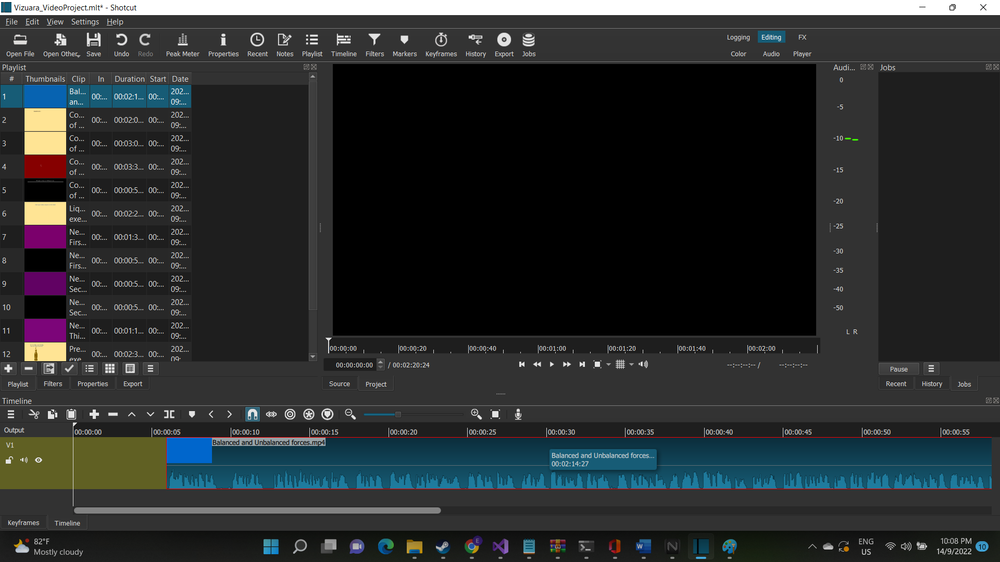 Vizuara_VideoProject.mlt* - Shotcut
File Edit View Settings Help
Open File Open Other... Save Undo Redo Peak Meter Properties Recent Notes Playlist Timeline Filters Markers Keyframes History Export Jobs
Logging Editing FX
Color Audio Player
Playlist
# Thumbnails Clip In Duration Start Date
1 Bal... an... 00:... 00:02:1... 00:... 202... 09:...
2 Co... of ... 00:... 00:02:0... 00:... 202... 09:...
3 Co... of ... 00:... 00:03:0... 00:... 202... 09:...
4 Co... of ... 00:... 00:03:3... 00:... 202... 09:...
5 Co... of ... 00:... 00:00:5... 00:... 202... 09:...
6 Liq... exe... 00:... 00:02:2... 00:... 202... 09:...
7 Ne... Firs... 00:... 00:01:3... 00:... 202... 09:...
8 Ne... Firs... 00:... 00:00:5... 00:... 202... 09:...
9 Ne... Sec... 00:... 00:00:5... 00:... 202... 09:...
10 Ne... Sec... 00:... 00:00:5... 00:... 202... 09:...
11 Ne... Thi... 00:... 00:01:1... 00:... 202... 09:...
12 Pre... exe... 00:... 00:02:3... 00:... 202... 09:...
Playlist Filters Properties Export
00:00:00 00:00:20 00:00:40 00:01:00 00:01:20 00:01:40 00:02:00
00:00:00:00 / 00:02:20:24
--:--:--:-- / --:--:--:--
Source Project
Audi...
0
-5
-10
-15
-20
-25
-30
-35
-40
-50
L R
Jobs
Pause
Recent History Jobs
Timeline
Output
00:00:00 00:00:05 00:00:10 00:00:15 00:00:20 00:00:25 00:00:30 00:00:35 00:00:40 00:00:45 00:00:50 00:00:55
V1
Balanced and Unbalanced forces.mp4
Balanced and Unbalanced forces...
00:02:14:27
Keyframes Timeline
82°F
Mostly cloudy
E
ENG
US
10:08 PM
14/9/2022
10